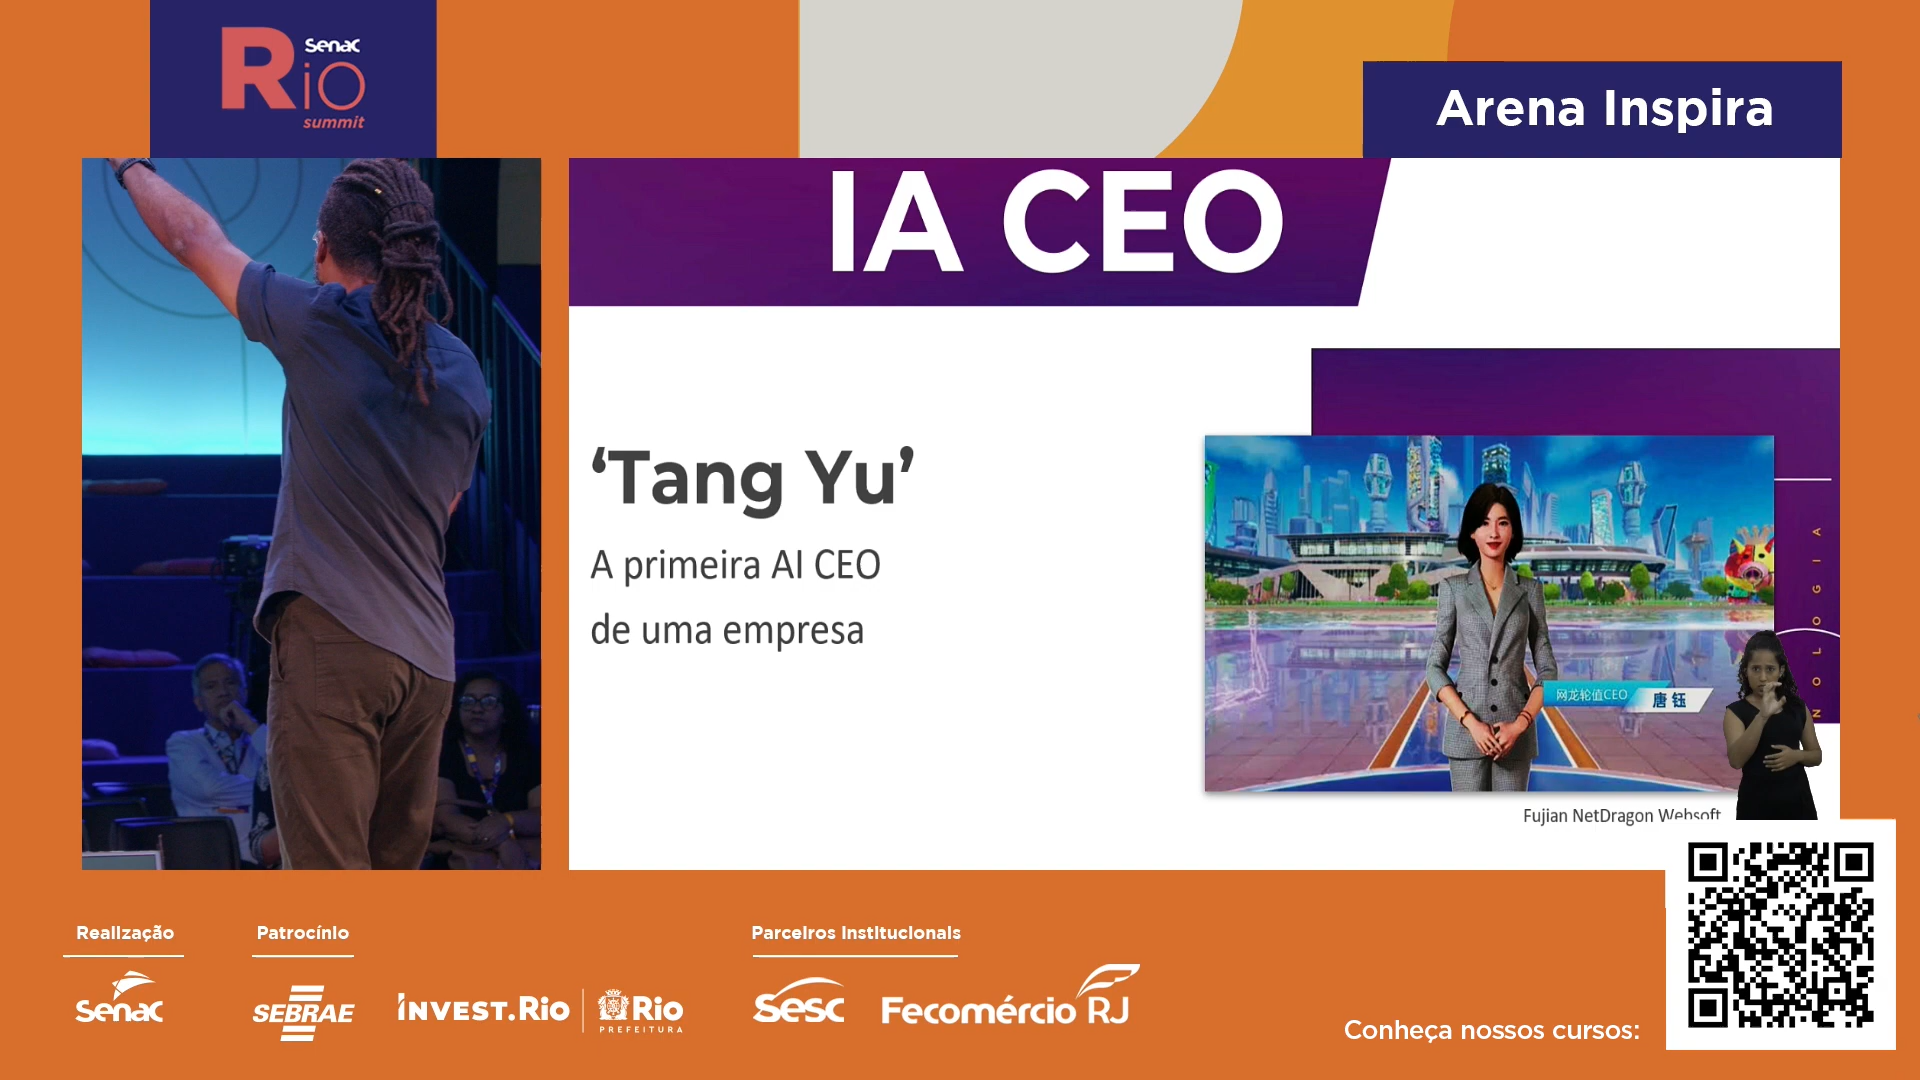 Senac
Rio
summit
Arena Inspira
IA CEO
‘Tang Yu’
A primeira AI CEO
de uma empresa
网龙轮值CEO
唐钰
NOLOGIA
Fujian NetDragon Websoft
Realização
Patrocínio
Parceiros Institucionais
Senac
SEBRAE
INVEST.Rio
Rio
PREFEITURA
Sesc
Fecomércio RJ
Conheça nossos cursos: